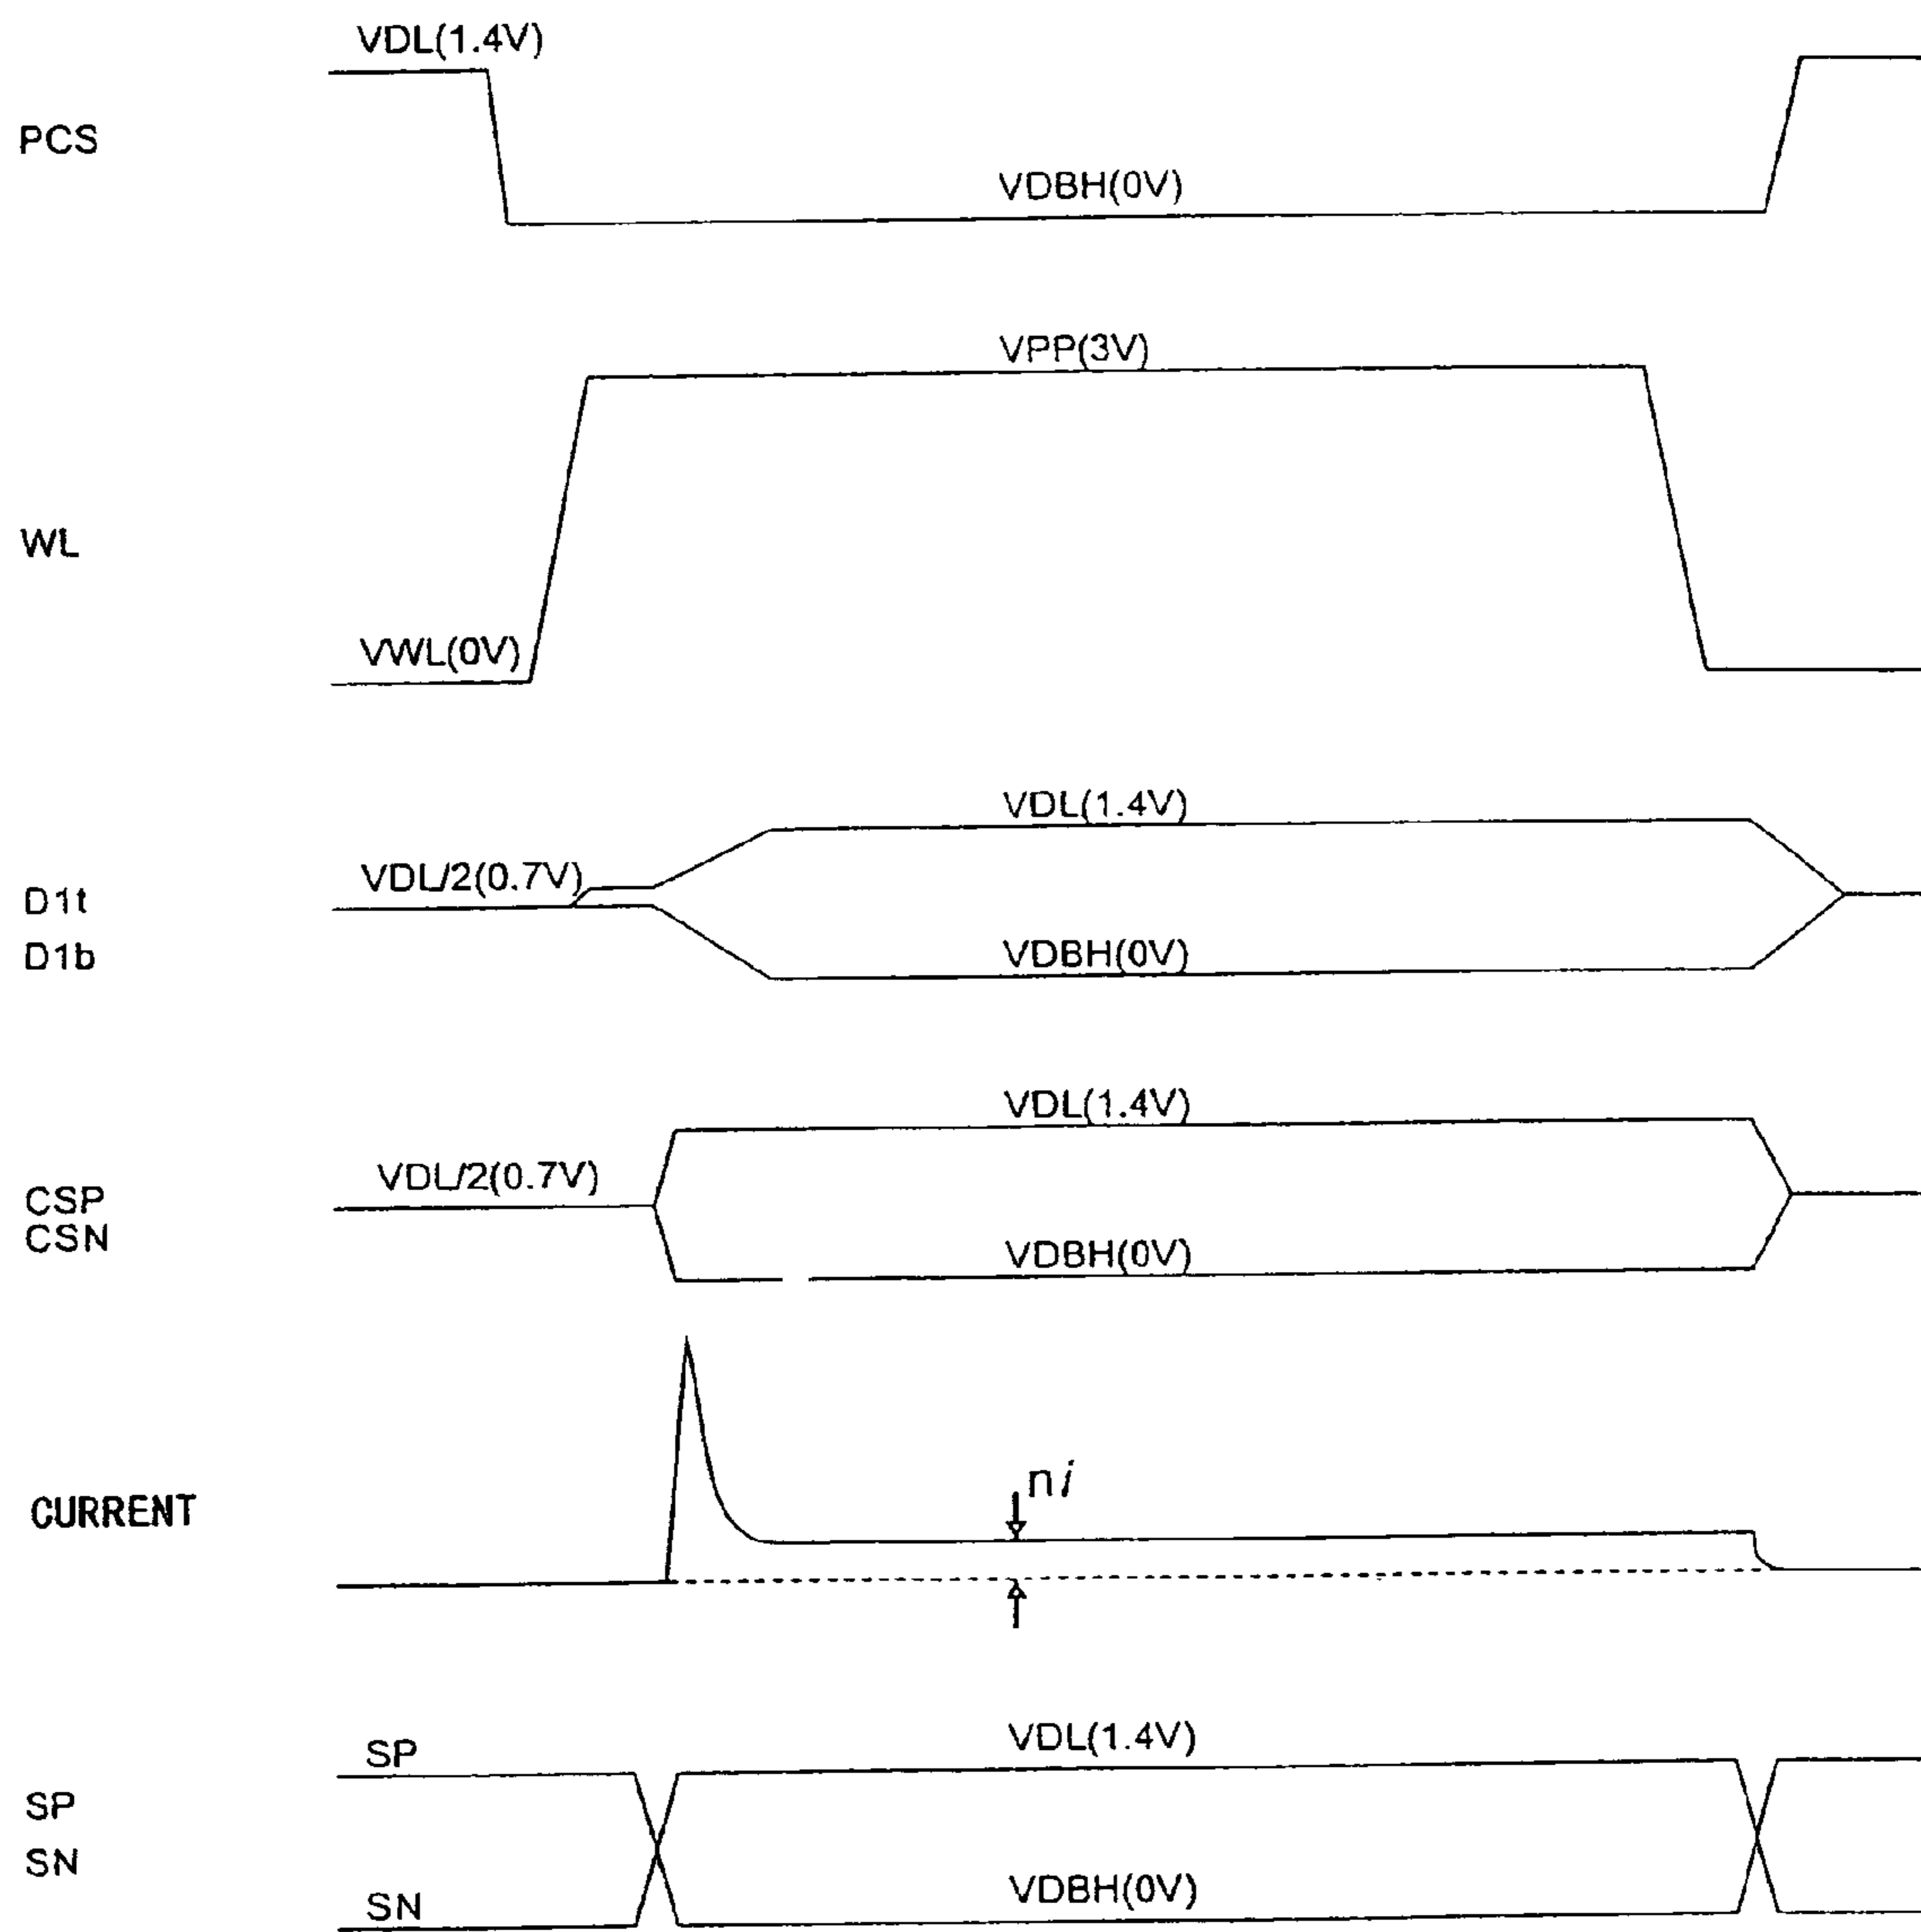 VDL(1.4V)
PCS
VDBH(0V)
VPP(3V)
WL
VWL(0V)
VDL(1.4V)
VDL/2(0.7V)
D1t
D1b
VDBH(0V)
VDL(1.4V)
VDL/2(0.7V)
CSP
CSN
VDBH(0V)
ni
CURRENT
VDL(1.4V)
SP
SP
SN
VDBH(0V)
SN